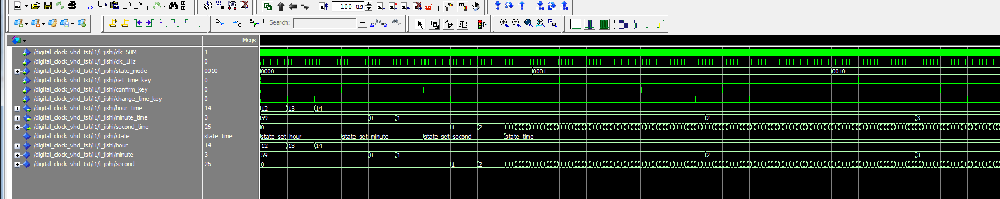 100 us
Search:
Msgs
/digital_clock_vhd_tst/i1/i_jishi/clk_50M 1
/digital_clock_vhd_tst/i1/i_jishi/clk_1Hz 0
/digital_clock_vhd_tst/i1/i_jishi/state_mode 0010 0000 0001 0010
/digital_clock_vhd_tst/i1/i_jishi/set_time_key 0
/digital_clock_vhd_tst/i1/i_jishi/confirm_key 0
/digital_clock_vhd_tst/i1/i_jishi/change_time_key 0
/digital_clock_vhd_tst/i1/i_jishi/hour_time 14 12 13 14
/digital_clock_vhd_tst/i1/i_jishi/minute_time 3 59 0 1 2 3
/digital_clock_vhd_tst/i1/i_jishi/second_time 26 0 1 2
/digital_clock_vhd_tst/i1/i_jishi/state state_time state_set_hour state_set_minute state_set_second state_time
/digital_clock_vhd_tst/i1/i_jishi/hour 14 12 13 14
/digital_clock_vhd_tst/i1/i_jishi/minute 3 59 0 1 2 3
/digital_clock_vhd_tst/i1/i_jishi/second 26 0 1 2